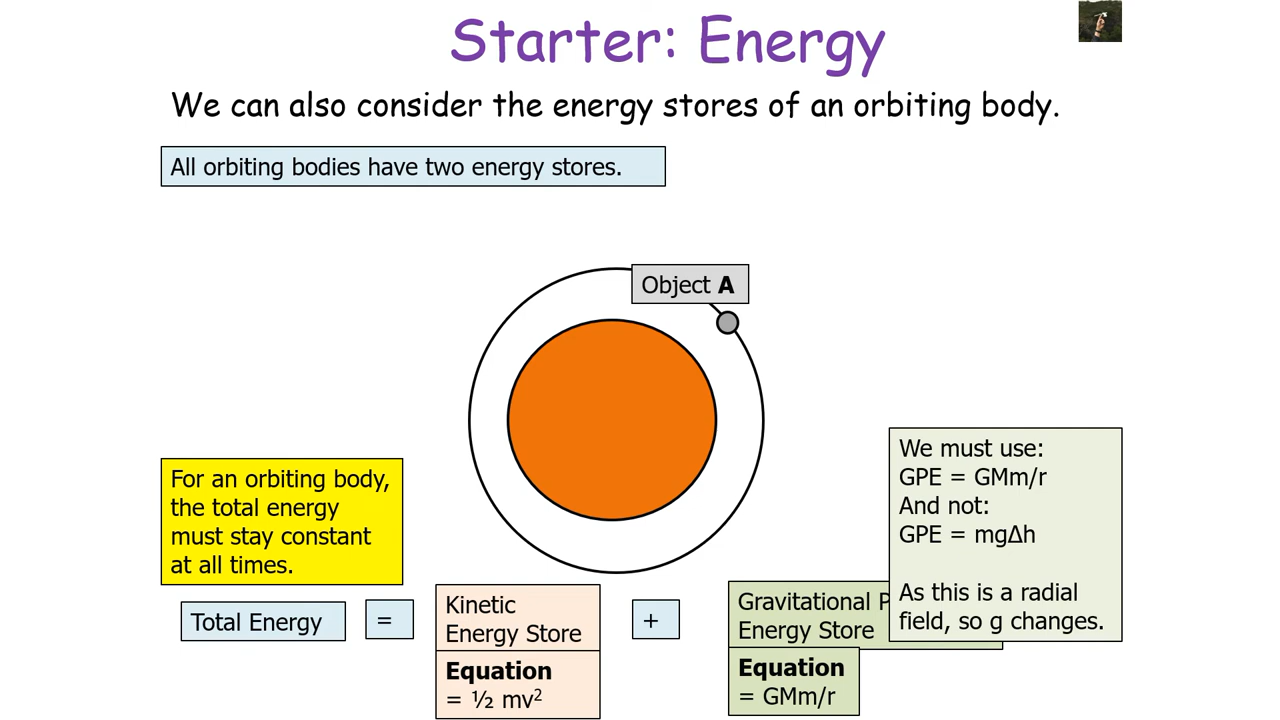 Starter: Energy
We can also consider the energy stores of an orbiting body.
All orbiting bodies have two energy stores.
Object A
For an orbiting body,
the total energy
must stay constant
at all times.
We must use:
GPE = GMm/r
And not:
GPE = mgΔh
As this is a radial
field, so g changes.
Total Energy
=
Kinetic
Energy Store
Equation
= ½ mv²
+
Gravitational
Energy Store
Equation
= GMm/r